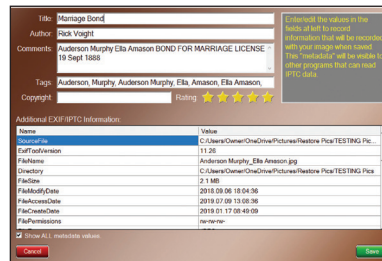 Title: Marriage Bond
Author: Rick Voight
Comments: Auderson Murphy Ella Amason BOND FOR MARRIAGE LICENSE
19 Sept 1888
Tags: Auderson, Murphy, Auderson Murphy, Ella, Amason, Ella Amason,
Copyright: Rating
Enter/edit the values in the
fields at left to record
information that will be recorded
with your image when saved
This "metadata" will be visible to
other programs that can read
IPTC data.
Additional EXIF/IPTC Information:
Name Value
SourceFile C:/Users/Owner/OneDrive/Pictures/Restore Pics/TESTING Pic...
ExifToolVersion 11.26
FileName Anderson Murphy_Ella Amason.jpg
Directory C:/Users/Owner/OneDrive/Pictures/Restore Pics/TESTING Pics
FileSize 2.1 MB
FileModifyDate 2018:09:06 18:04:36
FileAccessDate 2019:07:09 13:08:36
FileCreateDate 2019:01:17 08:49:09
FilePermissions rw-rw-rw-
Show ALL metadata values
Cancel Save